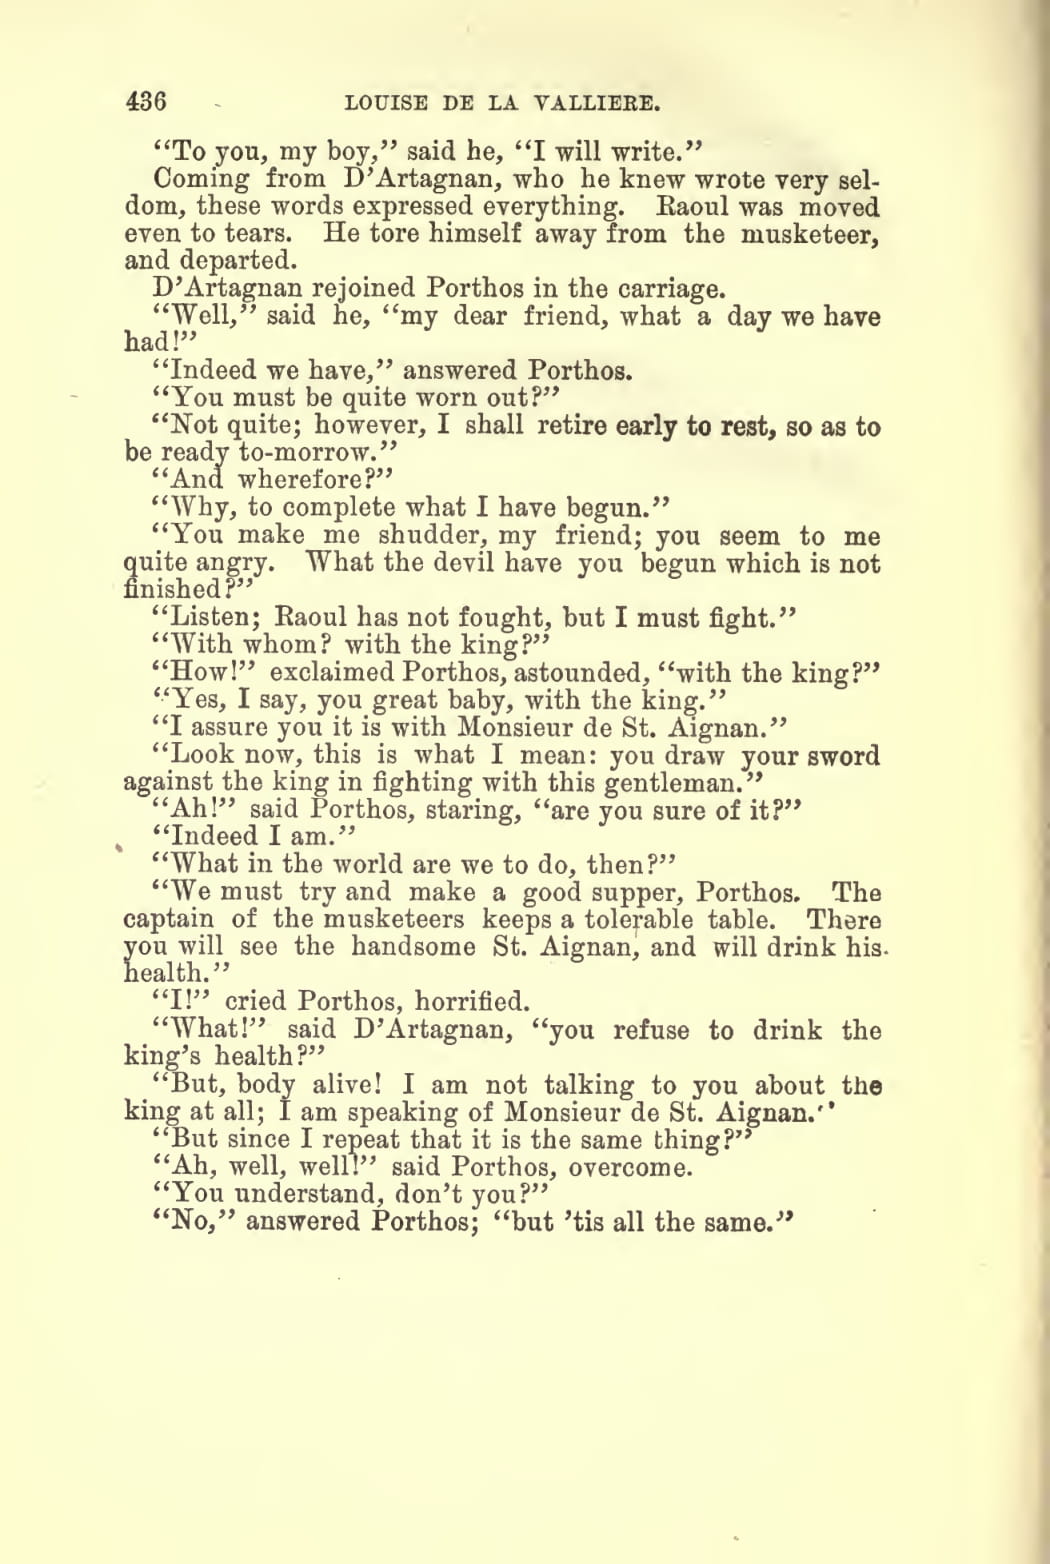 436 LOUISE DE LA VALLIERE.
“To you, my boy,” said he, “I will write.”
Coming from D’Artagnan, who he knew wrote very sel-
dom, these words expressed everything. Raoul was moved
even to tears. He tore himself away from the musketeer,
and departed.
D’Artagnan rejoined Porthos in the carriage.
“Well,” said he, “my dear friend, what a day we have
had!”
“Indeed we have,” answered Porthos.
“You must be quite worn out?”
“Not quite; however, I shall retire early to rest, so as to
be ready to-morrow.”
“And wherefore?”
“Why, to complete what I have begun.”
“You make me shudder, my friend; you seem to me
quite angry. What the devil have you begun which is not
finished?”
“Listen; Raoul has not fought, but I must fight.”
“With whom? with the king?”
“How!” exclaimed Porthos, astounded, “with the king?”
“Yes, I say, you great baby, with the king.”
“I assure you it is with Monsieur de St. Aignan.”
“Look now, this is what I mean: you draw your sword
against the king in fighting with this gentleman.”
“Ah!” said Porthos, staring, “are you sure of it?”
“Indeed I am.”
“What in the world are we to do, then?”
“We must try and make a good supper, Porthos. The
captain of the musketeers keeps a tolerable table. There
you will see the handsome St. Aignan, and will drink his
health.”
“I!” cried Porthos, horrified.
“What!” said D’Artagnan, “you refuse to drink the
king’s health?”
“But, body alive! I am not talking to you about the
king at all; I am speaking of Monsieur de St. Aignan.”
“But since I repeat that it is the same thing?”
“Ah, well, well!” said Porthos, overcome.
“You understand, don’t you?”
“No,” answered Porthos; “but ’tis all the same.”